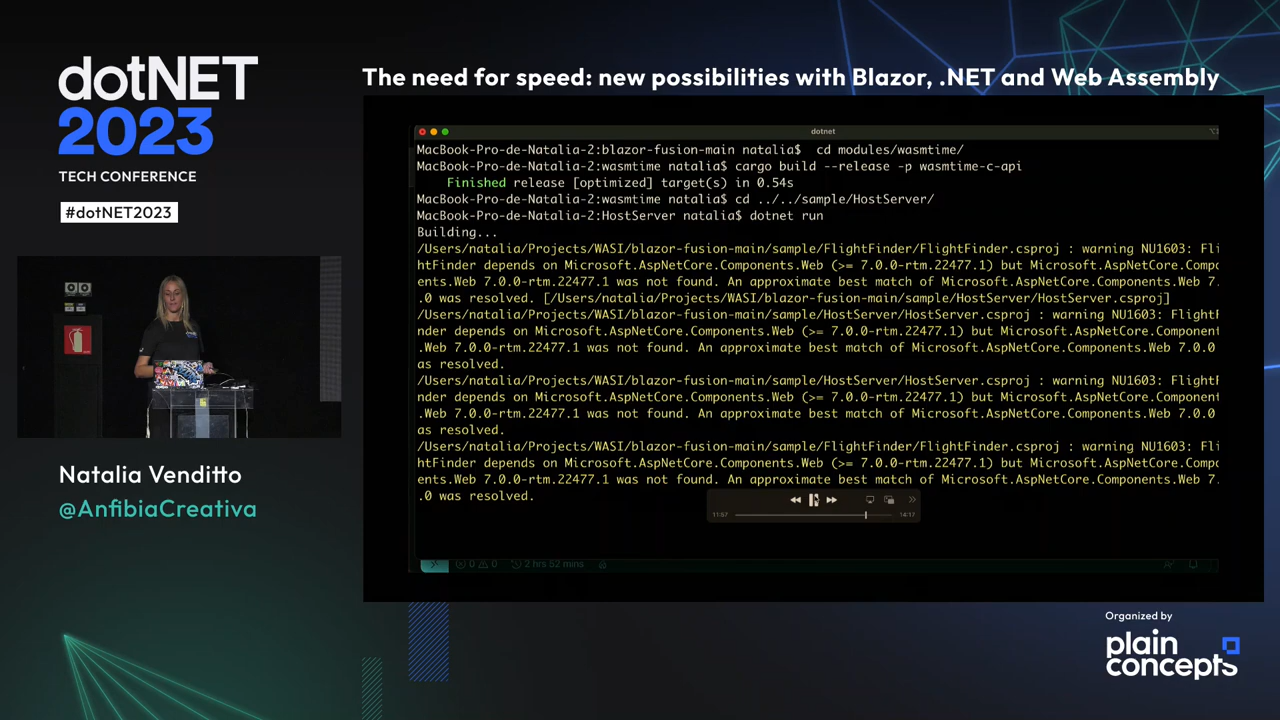 dotNET
2023
TECH CONFERENCE
#dotNET2023
Natalia Venditto
@AnfibiaCreativa
The need for speed: new possibilities with Blazor, .NET and Web Assembly
dotnet
MacBook-Pro-de-Natalia-2:blazor-fusion-main natalia$ cd modules/wasmtime/
MacBook-Pro-de-Natalia-2:wasmtime natalia$ cargo build --release -p wasmtime-c-api
Finished release [optimized] target(s) in 0.54s
MacBook-Pro-de-Natalia-2:wasmtime natalia$ cd ../../sample/HostServer/
MacBook-Pro-de-Natalia-2:HostServer natalia$ dotnet run
Building...
/Users/natalia/Projects/WASI/blazor-fusion-main/sample/FlightFinder/FlightFinder.csproj : warning NU1603: Fli
htFinder depends on Microsoft.AspNetCore.Components.Web (>= 7.0.0-rtm.22477.1) but Microsoft.AspNetCore.Compo
ents.Web 7.0.0-rtm.22477.1 was not found. An approximate best match of Microsoft.AspNetCore.Components.Web 7.
.0 was resolved. [/Users/natalia/Projects/WASI/blazor-fusion-main/sample/HostServer/HostServer.csproj]
/Users/natalia/Projects/WASI/blazor-fusion-main/sample/HostServer/HostServer.csproj : warning NU1603: FlightF
nder depends on Microsoft.AspNetCore.Components.Web (>= 7.0.0-rtm.22477.1) but Microsoft.AspNetCore.Component
.Web 7.0.0-rtm.22477.1 was not found. An approximate best match of Microsoft.AspNetCore.Components.Web 7.0.0
as resolved.
/Users/natalia/Projects/WASI/blazor-fusion-main/sample/HostServer/HostServer.csproj : warning NU1603: FlightF
nder depends on Microsoft.AspNetCore.Components.Web (>= 7.0.0-rtm.22477.1) but Microsoft.AspNetCore.Component
.Web 7.0.0-rtm.22477.1 was not found. An approximate best match of Microsoft.AspNetCore.Components.Web 7.0.0
as resolved.
/Users/natalia/Projects/WASI/blazor-fusion-main/sample/FlightFinder/FlightFinder.csproj : warning NU1603: Fli
htFinder depends on Microsoft.AspNetCore.Components.Web (>= 7.0.0-rtm.22477.1) but Microsoft.AspNetCore.Compo
ents.Web 7.0.0-rtm.22477.1 was not found. An approximate best match of Microsoft.AspNetCore.Components.Web 7.
.0 was resolved.
11:57 14:17
0 0 2 hrs 52 mins
Organized by
plain
concepts